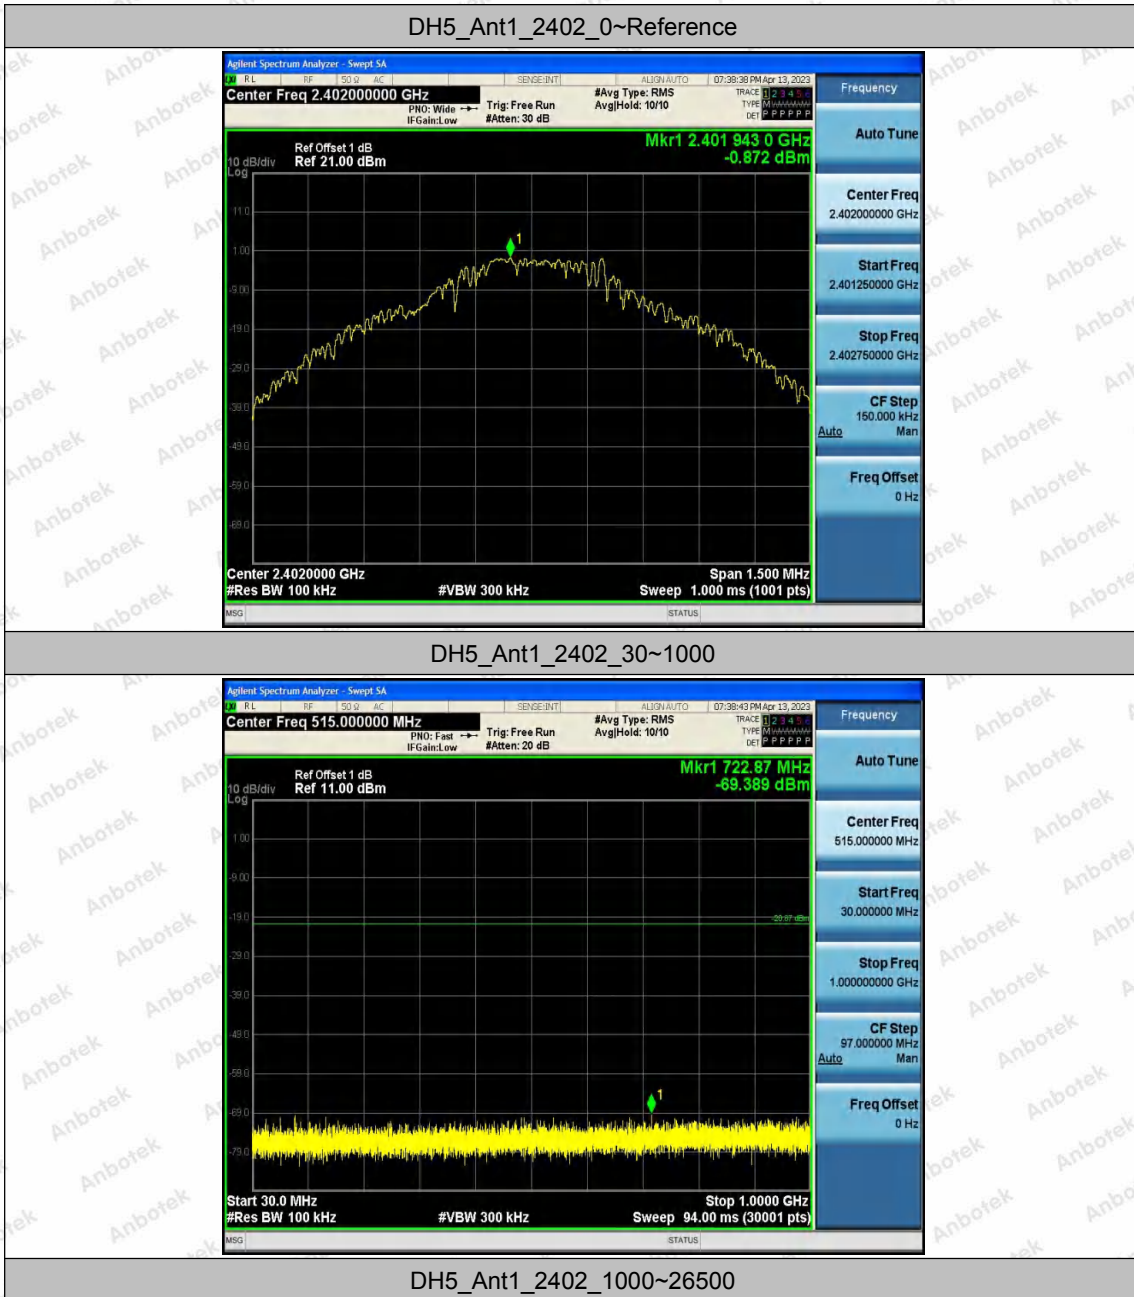 DH5_Ant1_2402_0~Reference
Agilent Spectrum Analyzer - Swept SA
RL RF 50 Ω AC SENSE:INT ALIGN AUTO 07:38:38 PM Apr 13, 2023
Center Freq 2.402000000 GHz
PNO: Wide
IFGain:Low
Trig: Free Run
#Atten: 30 dB
#Avg Type: RMS
Avg|Hold: 10/10
TRACE 1 2 3 4 5 6
TYPE M
DET P P P P P P
Mkr1 2.401 943 0 GHz
-0.872 dBm
Ref Offset 1 dB
10 dB/div Ref 21.00 dBm
Log
11.0
1.00
-9.00
-19.0
-29.0
-39.0
-49.0
-59.0
-69.0
1
Center 2.4020000 GHz Span 1.500 MHz
#Res BW 100 kHz #VBW 300 kHz Sweep 1.000 ms (1001 pts)
MSG STATUS
Frequency
Auto Tune
Center Freq
2.402000000 GHz
Start Freq
2.401250000 GHz
Stop Freq
2.402750000 GHz
CF Step
150.000 kHz
Auto Man
Freq Offset
0 Hz
DH5_Ant1_2402_30~1000
Agilent Spectrum Analyzer - Swept SA
RL RF 50 Ω AC SENSE:INT ALIGN AUTO 07:38:43 PM Apr 13, 2023
Center Freq 515.000000 MHz
PNO: Fast
IFGain:Low
Trig: Free Run
#Atten: 20 dB
#Avg Type: RMS
Avg|Hold: 10/10
TRACE 1 2 3 4 5 6
TYPE M
DET P P P P P P
Mkr1 722.87 MHz
-69.389 dBm
Ref Offset 1 dB
10 dB/div Ref 11.00 dBm
Log
1.00
-9.00
-19.0
-20.87 dBm
-29.0
-39.0
-49.0
-59.0
-69.0
-79.0
1
Start 30.0 MHz Stop 1.0000 GHz
#Res BW 100 kHz #VBW 300 kHz Sweep 94.00 ms (30001 pts)
MSG STATUS
Frequency
Auto Tune
Center Freq
515.000000 MHz
Start Freq
30.000000 MHz
Stop Freq
1.000000000 GHz
CF Step
97.000000 MHz
Auto Man
Freq Offset
0 Hz
DH5_Ant1_2402_1000~26500